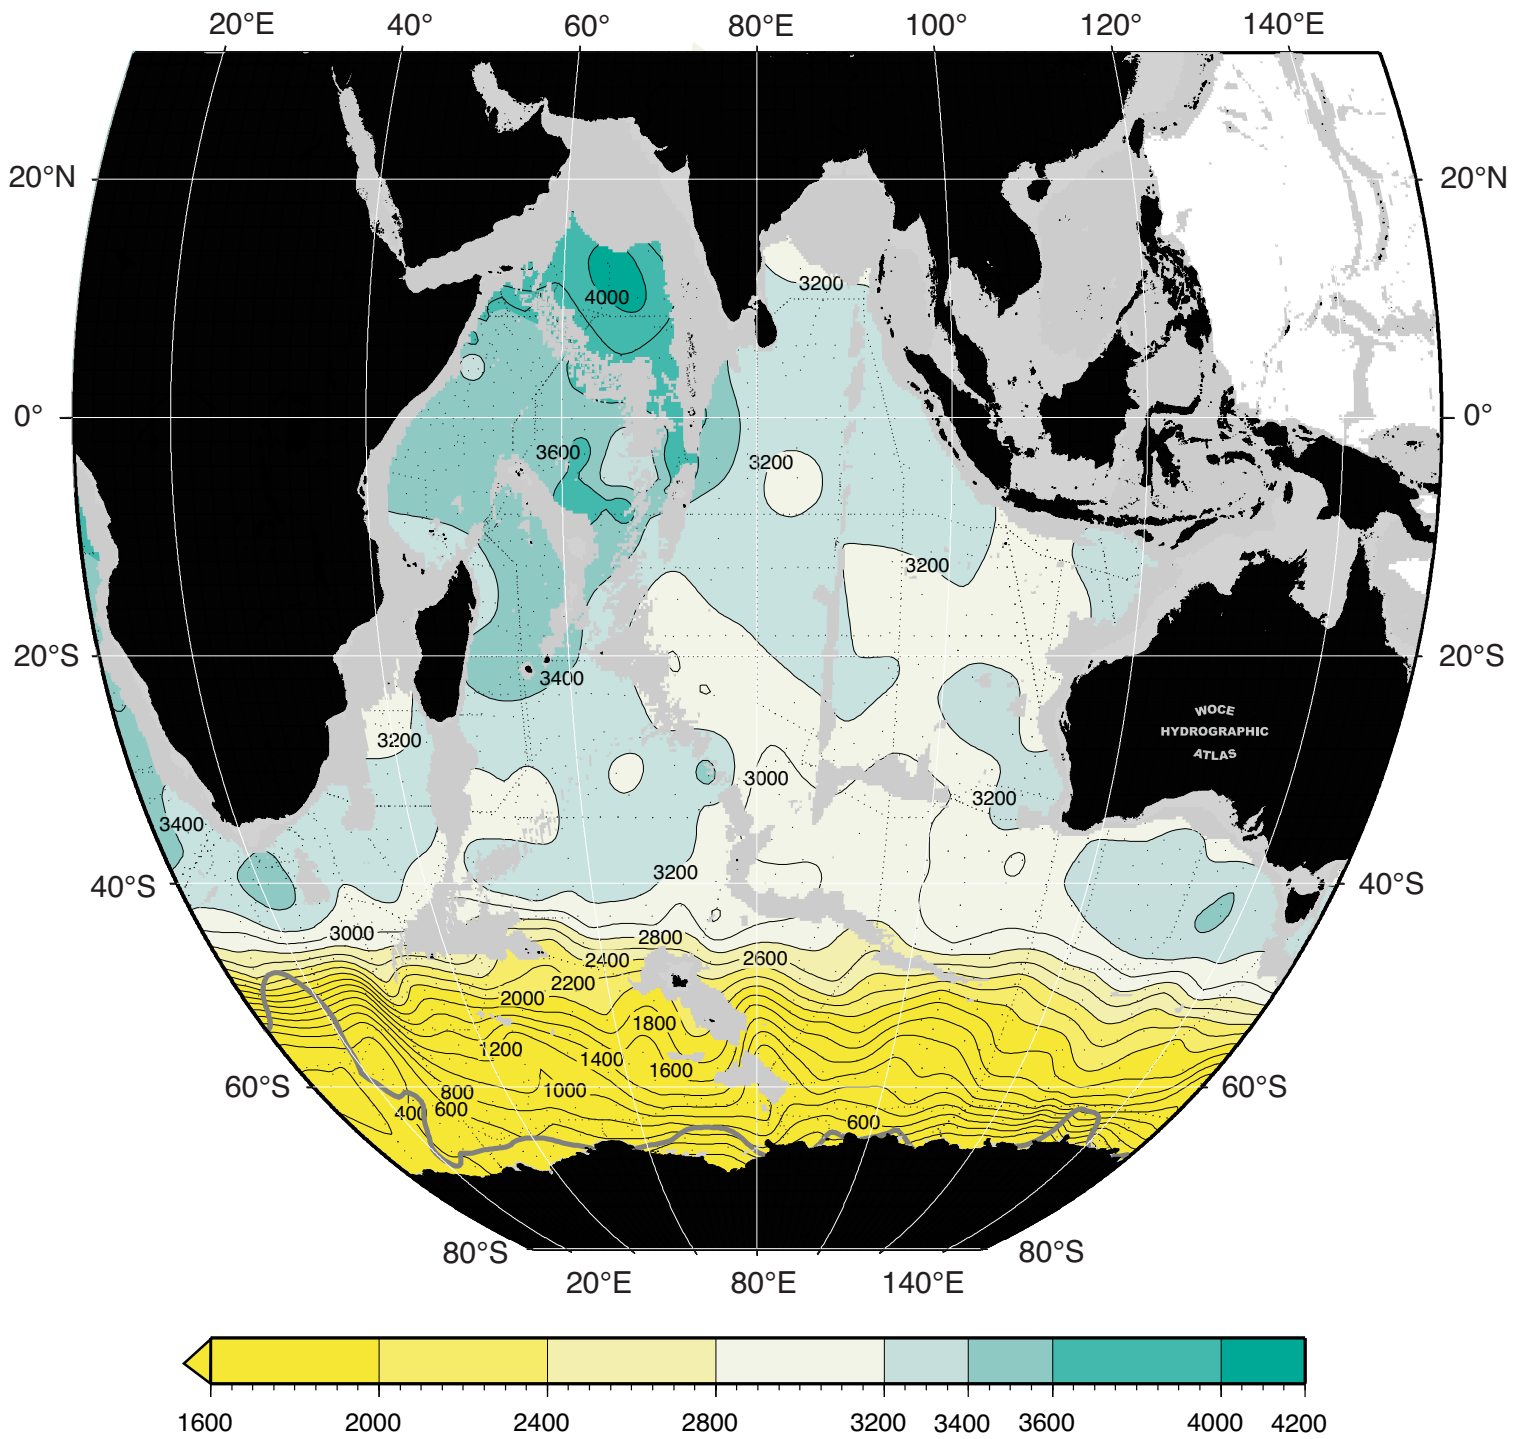 20°E 40° 60° 80°E 100° 120° 140°E
20°N 20°N
4000 3200
0° 0°
3600 3200
3200
20°S 20°S
3400
WOCE
HYDROGRAPHIC
ATLAS
3200
3000
3200
3400
3200
40°S 40°S
3000 2800
2400 2600
2200
2000
1800
1200
1400
1600
60°S 800 1000 60°S
400 600
600
80°S 80°S
20°E 80°E 140°E
1600 2000 2400 2800 3200 3400 3600 4000 4200